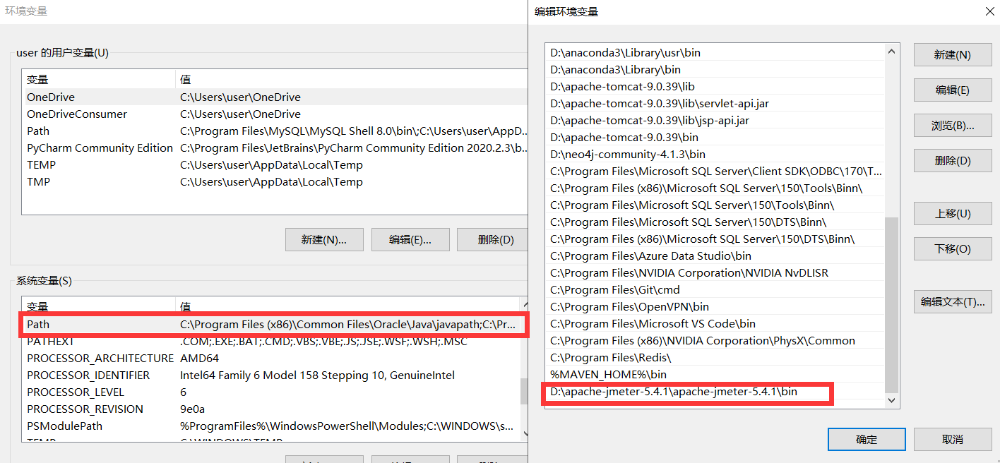 环境变量
user 的用户变量(U)
变量 值
OneDrive C:\Users\user\OneDrive
OneDriveConsumer C:\Users\user\OneDrive
Path C:\Program Files\MySQL\MySQL Shell 8.0\bin\;C:\Users\user\AppD...
PyCharm Community Edition C:\Program Files\JetBrains\PyCharm Community Edition 2020.2.3\b...
TEMP C:\Users\user\AppData\Local\Temp
TMP C:\Users\user\AppData\Local\Temp
新建(N)... 编辑(E)... 删除(D)
系统变量(S)
变量 值
Path C:\Program Files (x86)\Common Files\Oracle\Java\javapath;C:\Pr...
PATHEXT .COM;.EXE;.BAT;.CMD;.VBS;.VBE;.JS;.JSE;.WSF;.WSH;.MSC
PROCESSOR_ARCHITECTURE AMD64
PROCESSOR_IDENTIFIER Intel64 Family 6 Model 158 Stepping 10, GenuineIntel
PROCESSOR_LEVEL 6
PROCESSOR_REVISION 9e0a
PSModulePath %ProgramFiles%\WindowsPowerShell\Modules;C:\WINDOWS\s...
TEMP C:\WINDOWS\TEMP
编辑环境变量
D:\anaconda3\Library\usr\bin
D:\anaconda3\Library\bin
D:\apache-tomcat-9.0.39\lib
D:\apache-tomcat-9.0.39\lib\servlet-api.jar
D:\apache-tomcat-9.0.39\lib\jsp-api.jar
D:\apache-tomcat-9.0.39\bin
D:\neo4j-community-4.1.3\bin
C:\Program Files\Microsoft SQL Server\Client SDK\ODBC\170\T...
C:\Program Files (x86)\Microsoft SQL Server\150\Tools\Binn\
C:\Program Files\Microsoft SQL Server\150\Tools\Binn\
C:\Program Files\Microsoft SQL Server\150\DTS\Binn\
C:\Program Files (x86)\Microsoft SQL Server\150\DTS\Binn\
C:\Program Files\Azure Data Studio\bin
C:\Program Files\NVIDIA Corporation\NVIDIA NvDLISR
C:\Program Files\Git\cmd
C:\Program Files\OpenVPN\bin
C:\Program Files\Microsoft VS Code\bin
C:\Program Files (x86)\NVIDIA Corporation\PhysX\Common
C:\Program Files\Redis\
%MAVEN_HOME%\bin
D:\apache-jmeter-5.4.1\apache-jmeter-5.4.1\bin
新建(N)
编辑(E)
浏览(B)...
删除(D)
上移(U)
下移(O)
编辑文本(T)...
确定 取消